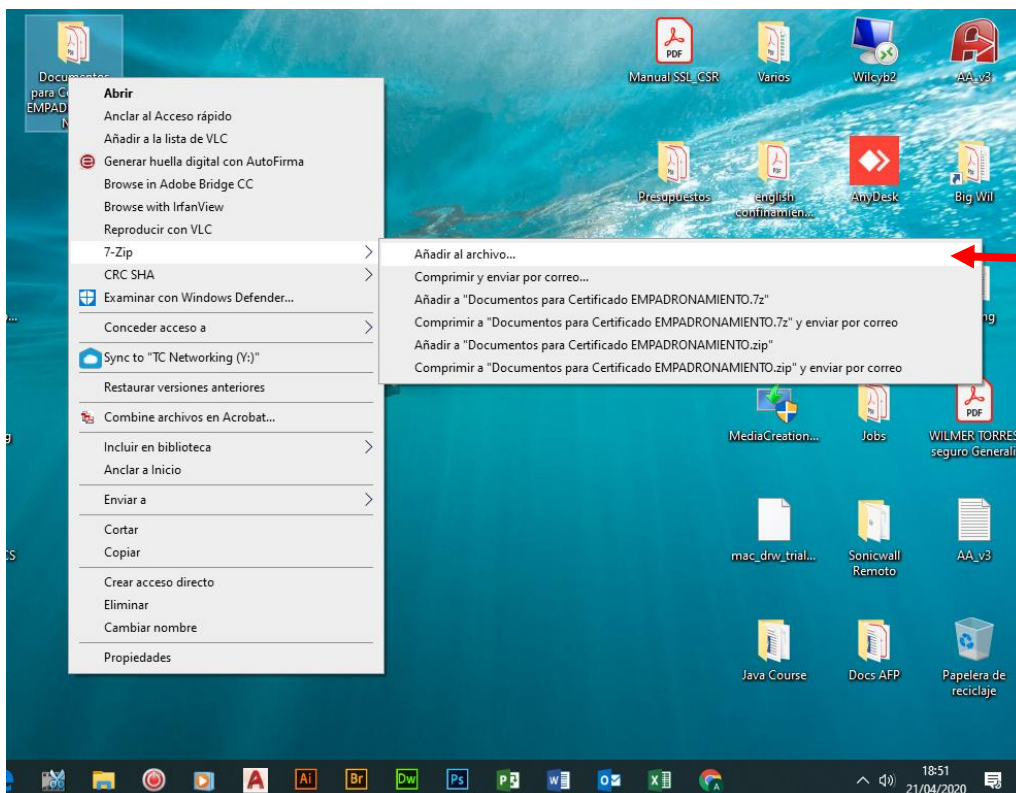 Documentos
para C
EMPAD
N
Abrir
Anclar al Acceso rápido
Añadir a la lista de VLC
Generar huella digital con AutoFirma
Browse in Adobe Bridge CC
Browse with IrfanView
Reproducir con VLC
7-Zip
CRC SHA
Examinar con Windows Defender...
Conceder acceso a
Sync to "TC Networking (Y:)"
Restaurar versiones anteriores
Combine archivos en Acrobat...
Incluir en biblioteca
Anclar a Inicio
Enviar a
Cortar
Copiar
Crear acceso directo
Eliminar
Cambiar nombre
Propiedades
Añadir al archivo...
Comprimir y enviar por correo...
Añadir a "Documentos para Certificado EMPADRONAMIENTO.7z"
Comprimir a "Documentos para Certificado EMPADRONAMIENTO.7z" y enviar por correo
Añadir a "Documentos para Certificado EMPADRONAMIENTO.zip"
Comprimir a "Documentos para Certificado EMPADRONAMIENTO.zip" y enviar por correo
PDF
Manual SSL_CSR
Varios
Wilcyb2
AA_v3
Presupuestos
english
confinamien...
AnyDesk
Big Wil
ng
MediaCreation...
Jobs
PDF
WILMER TORRES
seguro Generali
mac_drw_trial...
Sonicwall
Remoto
AA_v3
Java Course
Docs AFP
Papelera de
reciclaje
Ai
Br
Dw
Ps
18:51
21/04/2020